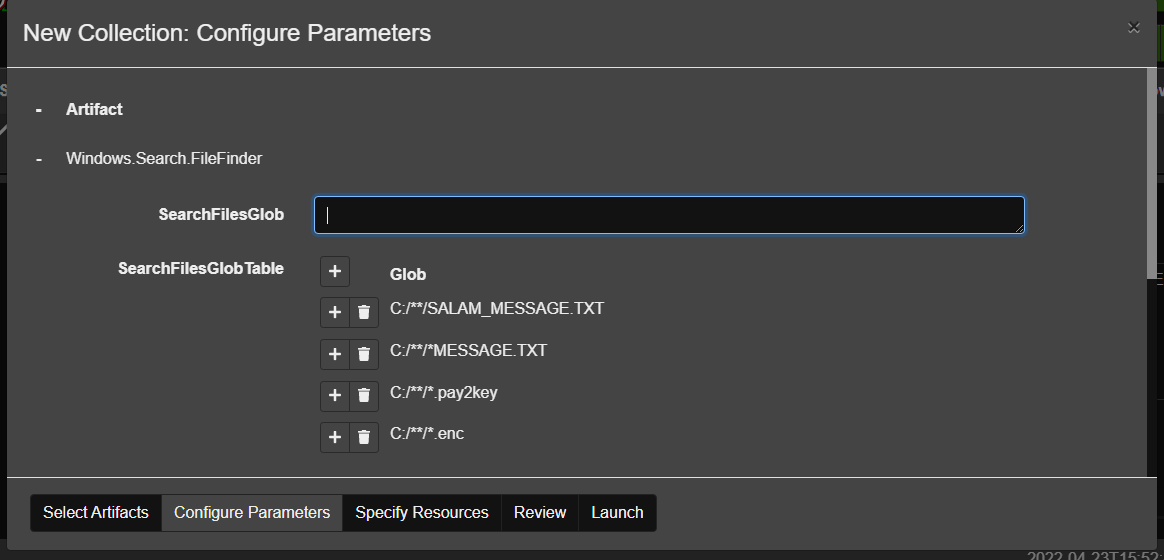 New Collection: Configure Parameters
×
- Artifact
- Windows.Search.FileFinder
SearchFilesGlob
SearchFilesGlobTable + Glob
+ C:/**/SALAM_MESSAGE.TXT
+ C:/**/*MESSAGE.TXT
+ C:/**/*.pay2key
+ C:/**/*.enc
Select Artifacts Configure Parameters Specify Resources Review Launch
2022-04-23T15:52